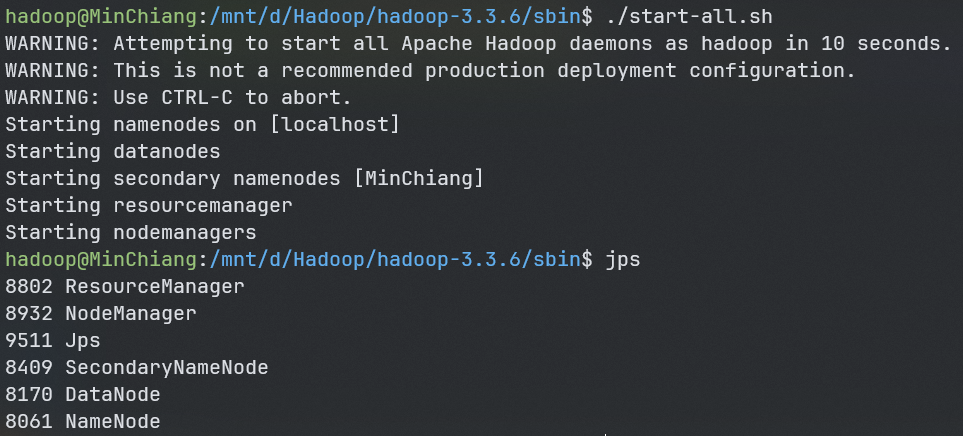 hadoop@MinChiang:/mnt/d/Hadoop/hadoop-3.3.6/sbin$ ./start-all.sh
WARNING: Attempting to start all Apache Hadoop daemons as hadoop in 10 seconds.
WARNING: This is not a recommended production deployment configuration.
WARNING: Use CTRL-C to abort.
Starting namenodes on [localhost]
Starting datanodes
Starting secondary namenodes [MinChiang]
Starting resourcemanager
Starting nodemanagers
hadoop@MinChiang:/mnt/d/Hadoop/hadoop-3.3.6/sbin$ jps
8802 ResourceManager
8932 NodeManager
9511 Jps
8409 SecondaryNameNode
8170 DataNode
8061 NameNode